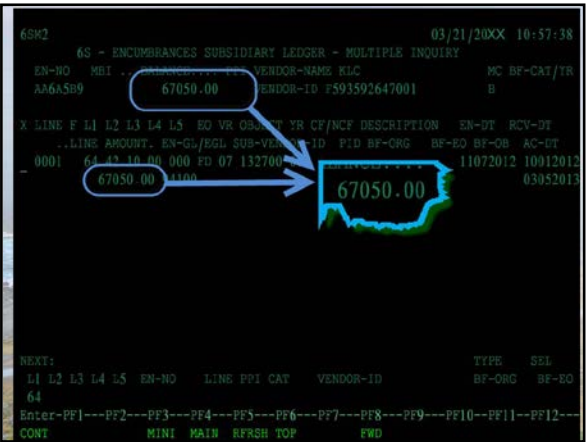 6SM2 03/21/20XX 10:57:38
6S - ENCUMBRANCES SUBSIDIARY LEDGER - MULTIPLE INQUIRY
EN-NO MBI .. BALANCE.... PPI VENDOR-NAME KLC MC BF-CAT/YR
AA6A5B9 67050.00 VENDOR-ID F593592647001 B
X LINE F L1 L2 L3 L4 L5 EO VR OBJECT YR CF/NCF DESCRIPTION EN-DT RCV-DT
..LINE AMOUNT. EN-GL/EGL SUB-VENDOR-ID PID BF-ORG BF-EO BF-OB AC-DT
_ 0001 64 42 10 00 000 FD 07 132700 11072012 10912012
67050.00 03052013
67050.00
NEXT: TYPE SEL
L1 L2 L3 L4 L5 EN-NO LINE PPI CAT VENDOR-ID BF-ORG BF-EO
64
Enter-PF1---PF2---PF3---PF4---PF5---PF6---PF7---PF8---PF9---PF10--PF11--PF12---
CONT MINI MAIN RFRSH TOP FWD